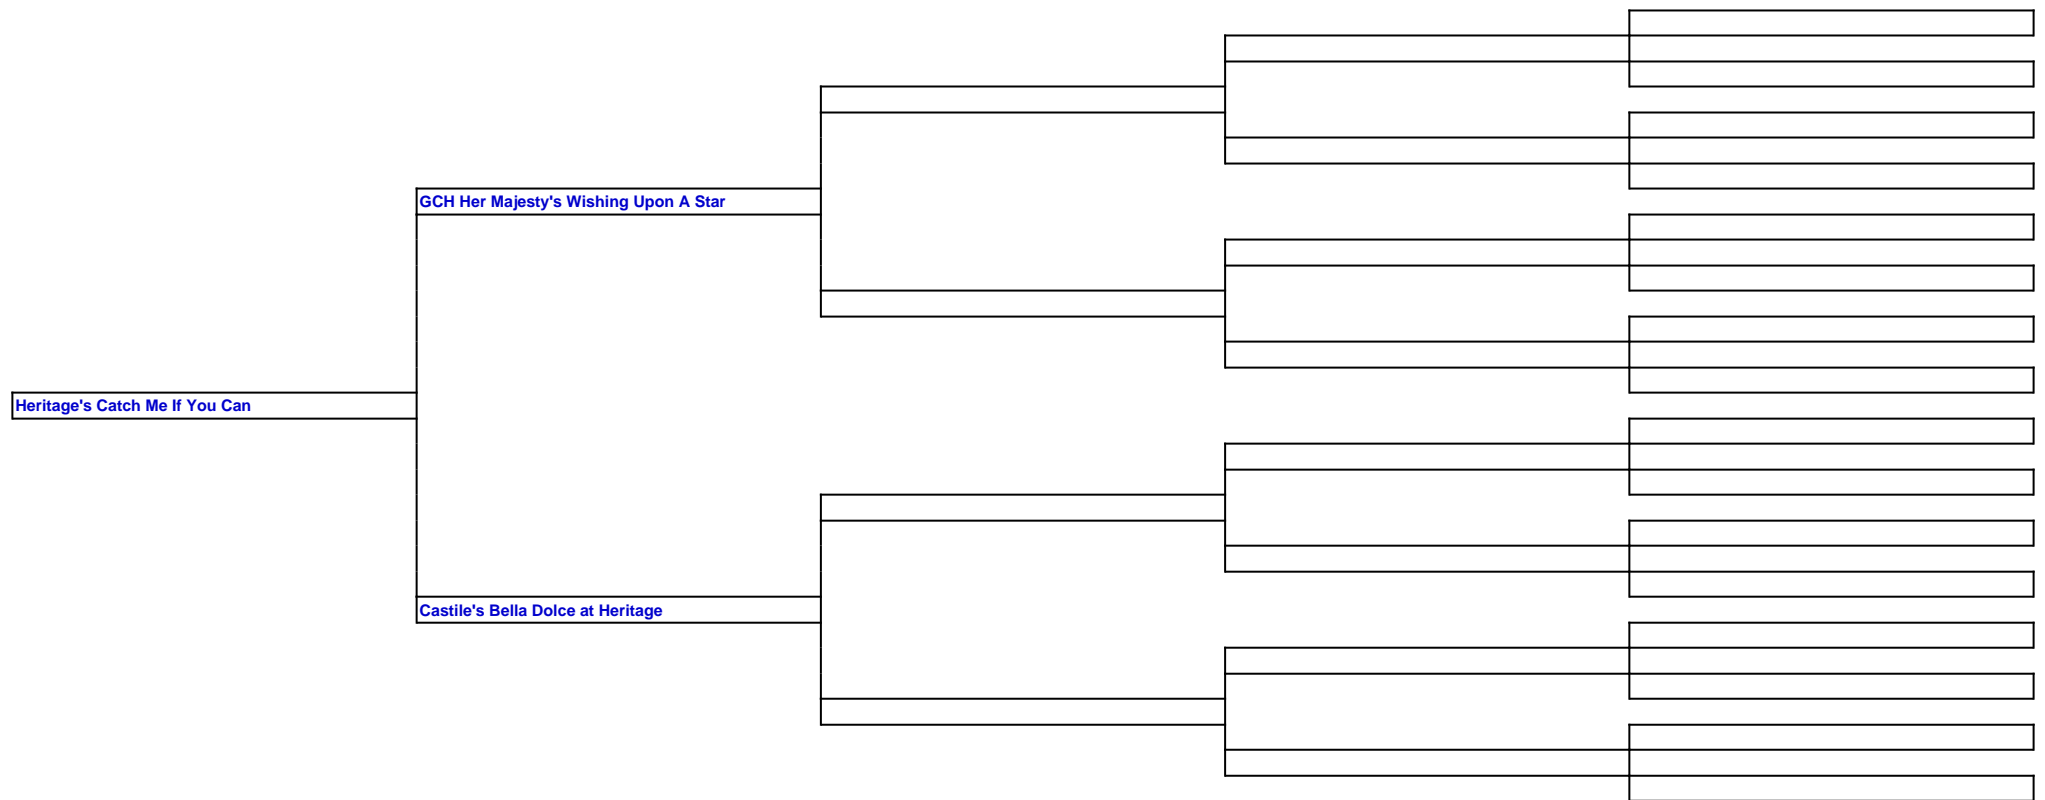 GCH Her Majesty's Wishing Upon A Star
Heritage's Catch Me If You Can
Castile's Bella Dolce at Heritage